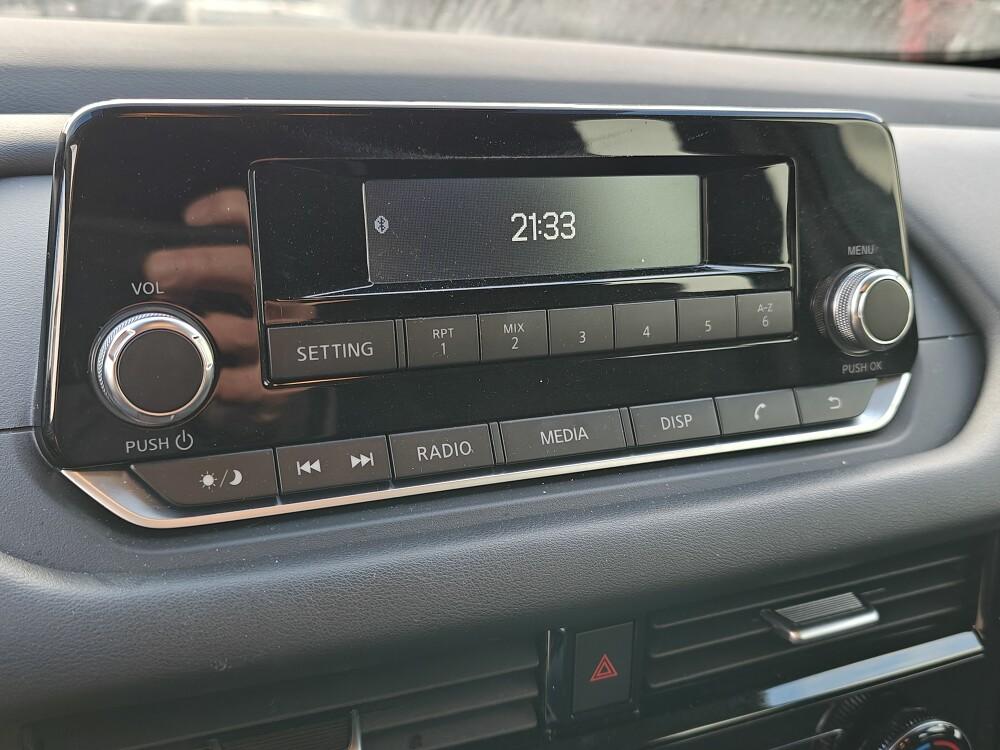 21:33
VOL
MENU
SETTING
RPT
1
MIX
2
3
4
5
A-Z
6
PUSH
PUSH OK
RADIO
MEDIA
DISP